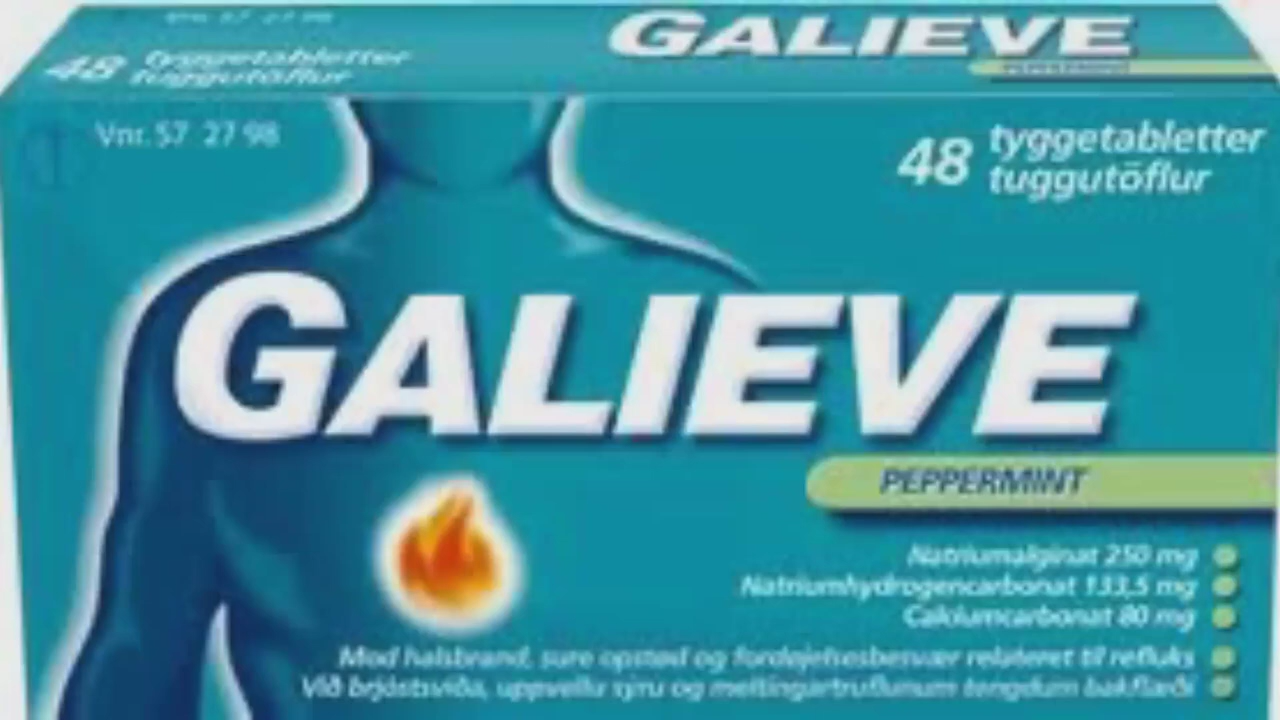 48 tyggetabletter
tuggutöflur
GALIEVE
PEPPERMINT
Vnr. 57 27 98
48 tyggetabletter
tuggutöflur
GALIEVE
PEPPERMINT
Natriumalginat 250 mg
Natriumhydrogencarbonat 133,5 mg
Calciumcarbonat 80 mg
Mod halsbrand, sure opstød og fordøjelsesbesvær relateret til refluks
Við brjóstsviða, uppvellu sýru og meltingartruflunum tengdum bakflæði